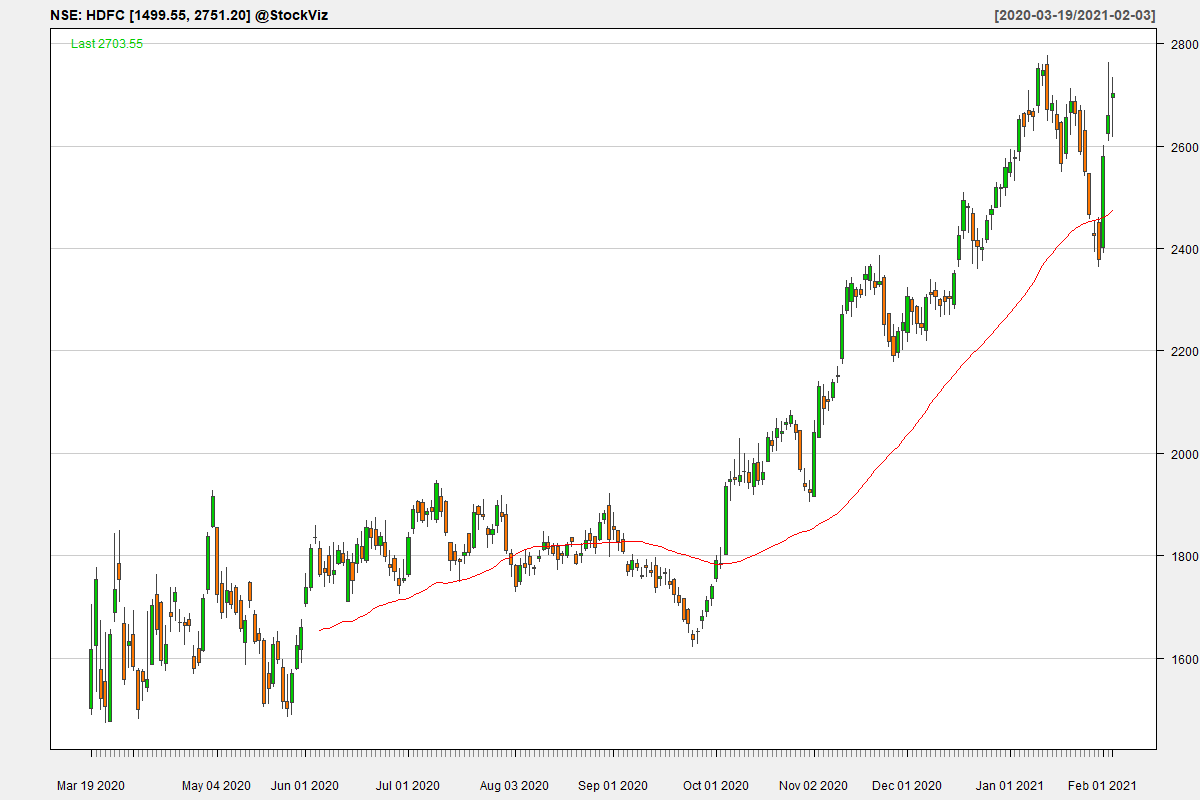 NSE: HDFC [1499.55, 2751.20] @StockViz
[2020-03-19/2021-02-03]
Last 2703.55
2800
2600
2400
2200
2000
1800
1600
Mar 19 2020
May 04 2020
Jun 01 2020
Jul 01 2020
Aug 03 2020
Sep 01 2020
Oct 01 2020
Nov 02 2020
Dec 01 2020
Jan 01 2021
Feb 01 2021